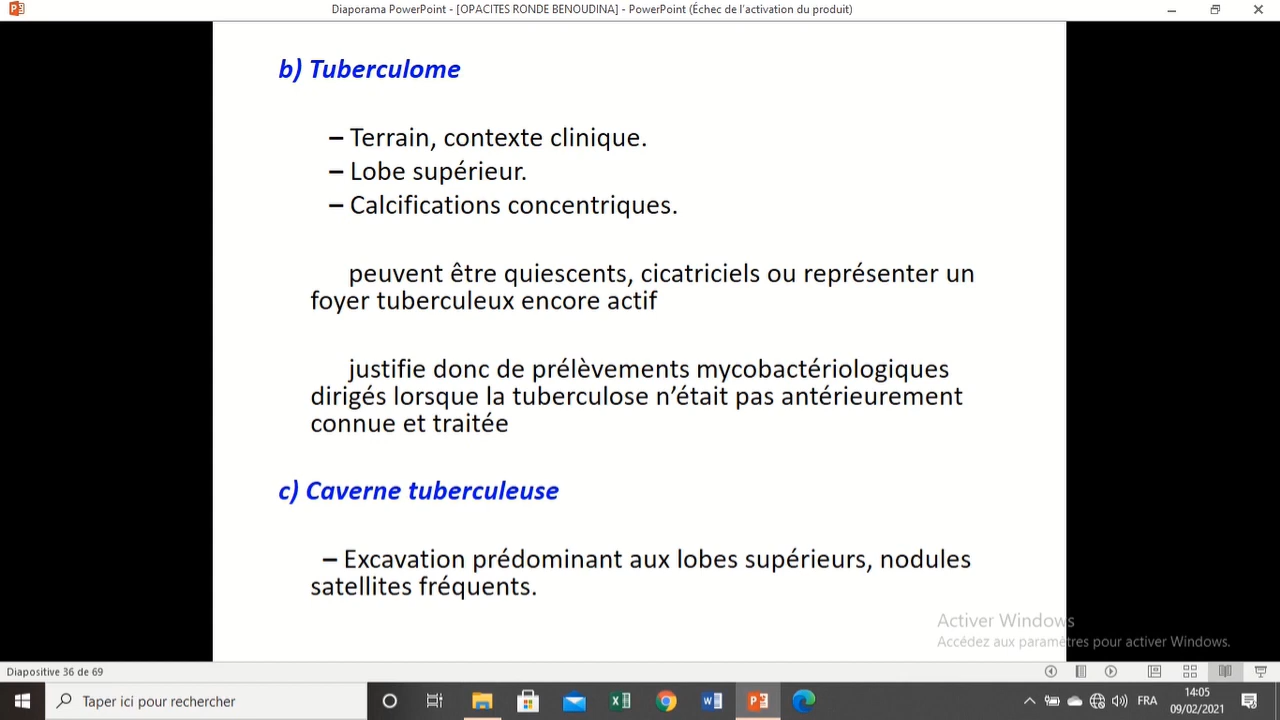 Diaporama PowerPoint - [OPACITES RONDE BENOUDINA] - PowerPoint (Échec de l'activation du produit)
b) Tuberculome
– Terrain, contexte clinique.
– Lobe supérieur.
– Calcifications concentriques.
peuvent être quiescents, cicatriciels ou représenter un
foyer tuberculeux encore actif
justifie donc de prélèvements mycobactériologiques
dirigés lorsque la tuberculose n’était pas antérieurement
connue et traitée
c) Caverne tuberculeuse
– Excavation prédominant aux lobes supérieurs, nodules
satellites fréquents.
Activer Windows
Accédez aux paramètres pour activer Windows.
Diapositive 36 de 69
Taper ici pour rechercher
FRA
14:05
09/02/2021